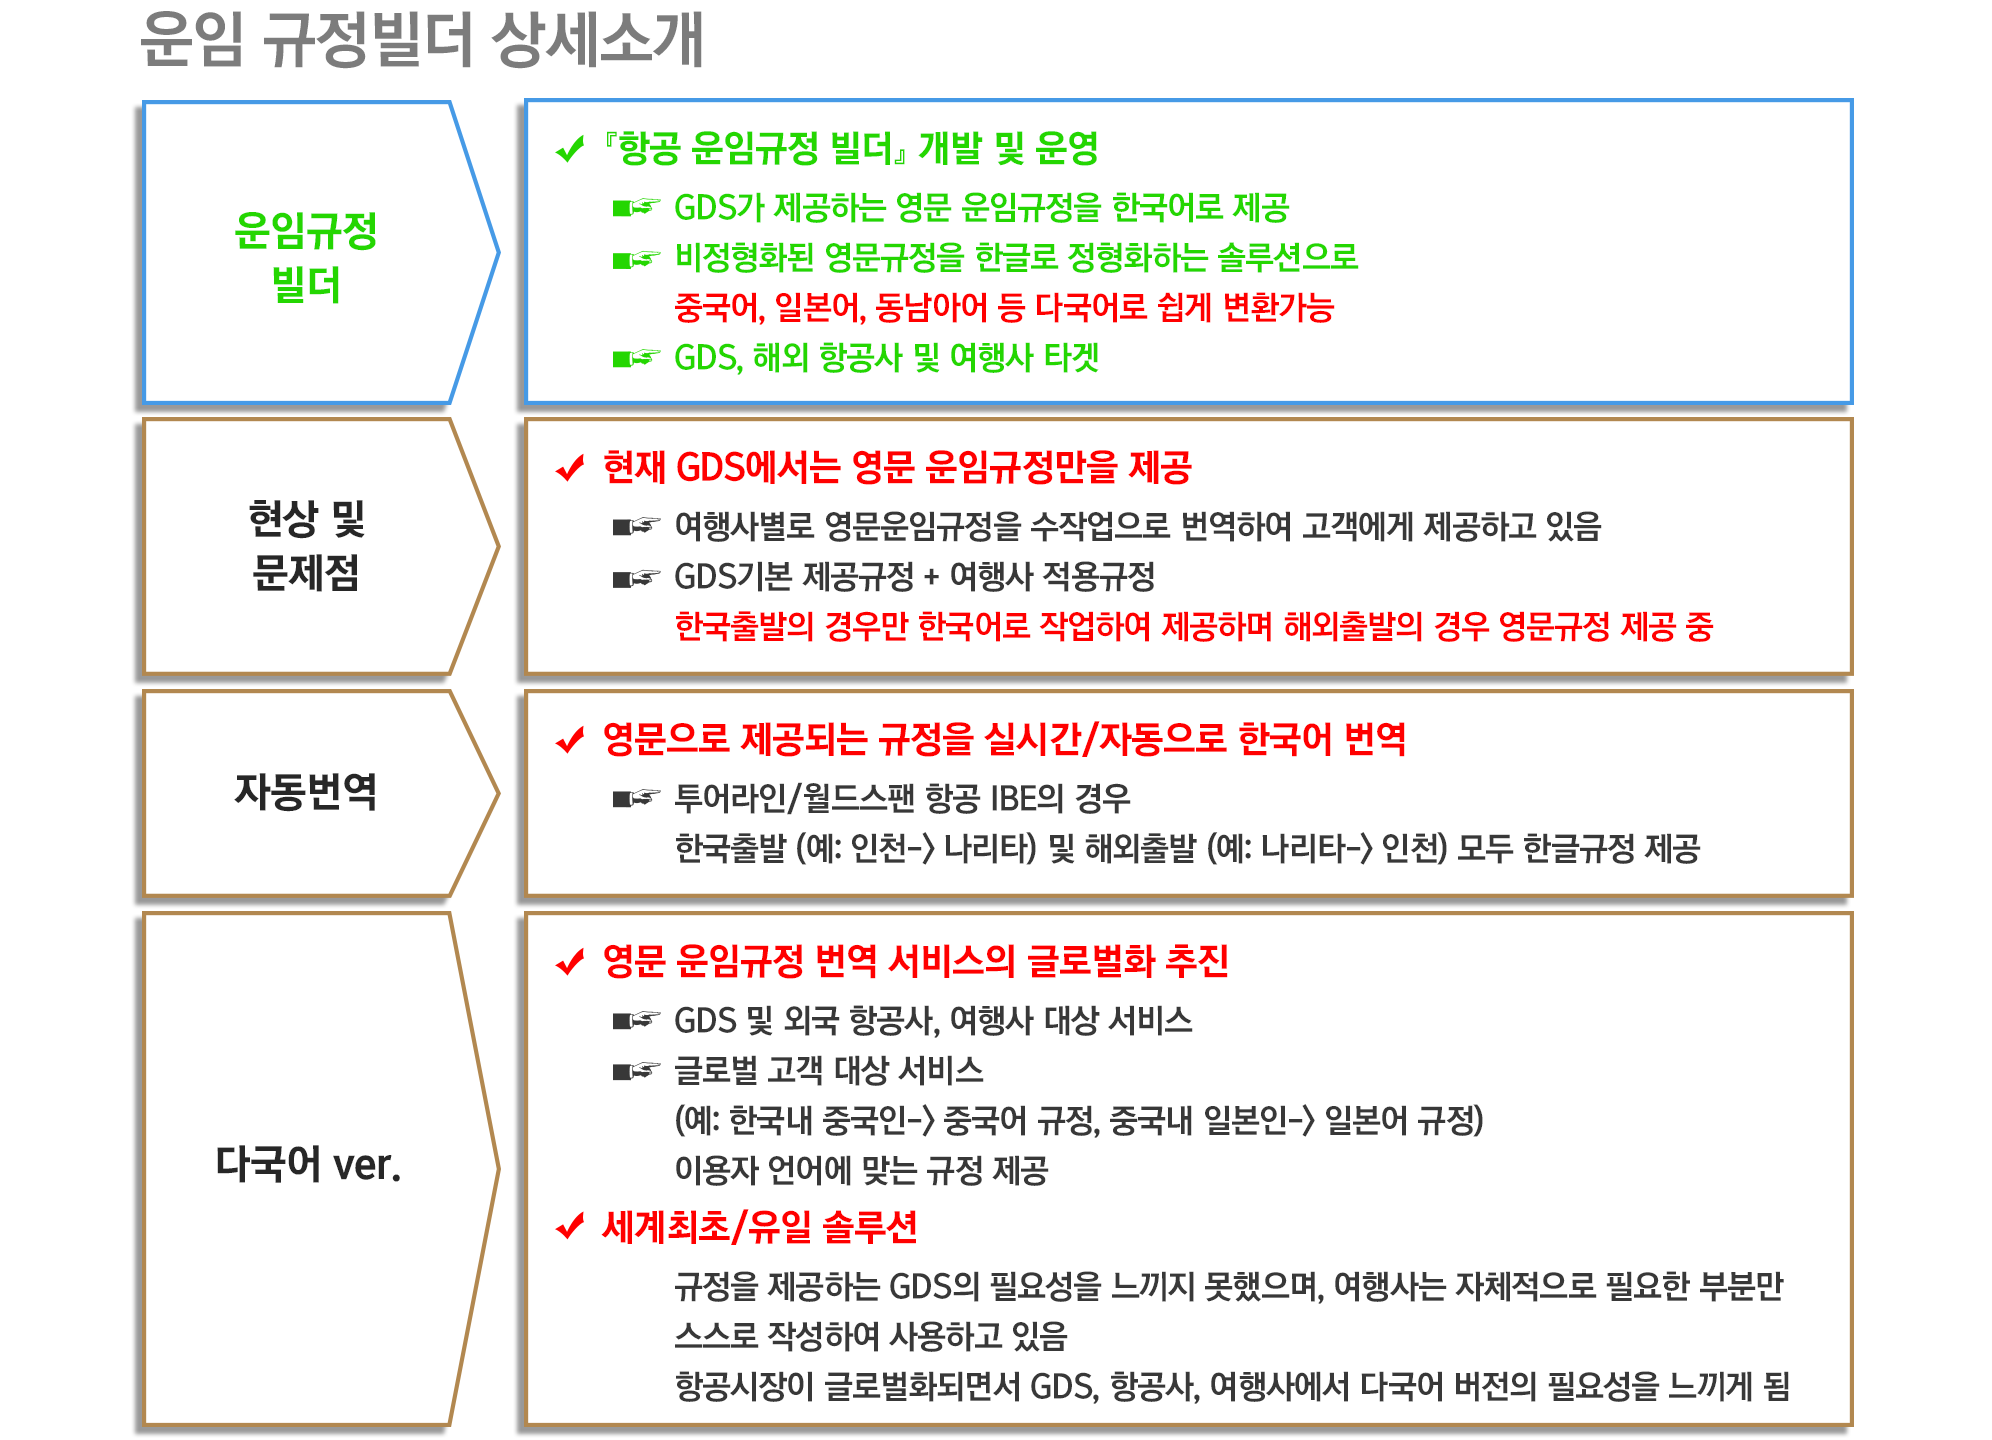 운임 규정빌더 상세소개
운임규정
빌더
✔ 『항공 운임규정 빌더』 개발 및 운영
☞ GDS가 제공하는 영문 운임규정을 한국어로 제공
☞ 비정형화된 영문규정을 한글로 정형화하는 솔루션으로
중국어, 일본어, 동남아어 등 다국어로 쉽게 변환가능
☞ GDS, 해외 항공사 및 여행사 타겟
현상 및
문제점
✔ 현재 GDS에서는 영문 운임규정만을 제공
☞ 여행사별로 영문운임규정을 수작업으로 번역하여 고객에게 제공하고 있음
☞ GDS기본 제공규정 + 여행사 적용규정
한국출발의 경우만 한국어로 작업하여 제공하며 해외출발의 경우 영문규정 제공 중
자동번역
✔ 영문으로 제공되는 규정을 실시간/자동으로 한국어 번역
☞ 투어라인/월드스팬 항공 IBE의 경우
한국출발 (예: 인천-> 나리타) 및 해외출발 (예: 나리타-> 인천) 모두 한글규정 제공
다국어 ver.
✔ 영문 운임규정 번역 서비스의 글로벌화 추진
☞ GDS 및 외국 항공사, 여행사 대상 서비스
☞ 글로벌 고객 대상 서비스
(예: 한국내 중국인-> 중국어 규정, 중국내 일본인-> 일본어 규정)
이용자 언어에 맞는 규정 제공
✔ 세계최초/유일 솔루션
규정을 제공하는 GDS의 필요성을 느끼지 못했으며, 여행사는 자체적으로 필요한 부분만
스스로 작성하여 사용하고 있음
항공시장이 글로벌화되면서 GDS, 항공사, 여행사에서 다국어 버전의 필요성을 느끼게 됨